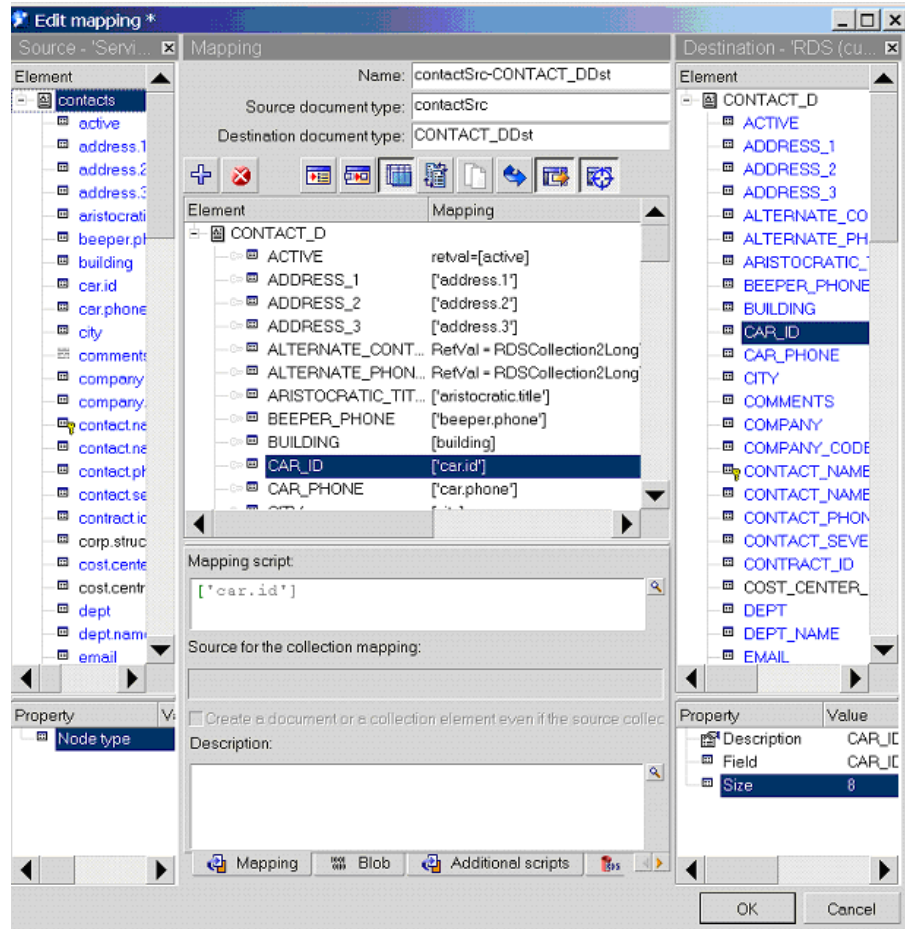 Edit mapping *
Source - 'Servi...
Mapping
Destination - 'RDS (cu...
Element
contacts
active
address.1
address.2
address.3
aristocrati
beeper.ph
building
car.id
car.phone
city
comments
company
company.
contact.na
contact.na
contact.ph
contact.se
contract.id
corp.struc
cost.cente
cost.centr
dept
dept.nam
email
Property
Node type
Name: contactSrc-CONTACT_DDst
Source document type: contactSrc
Destination document type: CONTACT_DDst
Element Mapping
CONTACT_D
ACTIVE retval=[active]
ADDRESS_1 ['address.1']
ADDRESS_2 ['address.2']
ADDRESS_3 ['address.3']
ALTERNATE_CONT... RetVal = RDSCollection2Long
ALTERNATE_PHON... RetVal = RDSCollection2Long
ARISTOCRATIC_TIT... ['aristocratic.title']
BEEPER_PHONE ['beeper.phone']
BUILDING [building]
CAR_ID ['car.id']
CAR_PHONE ['car.phone']
Mapping script:
['car.id']
Source for the collection mapping:
Create a document or a collection element even if the source collec
Description:
Mapping Blob Additional scripts
Element
CONTACT_D
ACTIVE
ADDRESS_1
ADDRESS_2
ADDRESS_3
ALTERNATE_CO
ALTERNATE_PH
ARISTOCRATIC_
BEEPER_PHONE
BUILDING
CAR_ID
CAR_PHONE
CITY
COMMENTS
COMPANY
COMPANY_CODE
CONTACT_NAME
CONTACT_NAME
CONTACT_PHON
CONTACT_SEVE
CONTRACT_ID
COST_CENTER_
DEPT
DEPT_NAME
EMAIL
Property Value
Description CAR_ID
Field CAR_ID
Size 8
OK Cancel